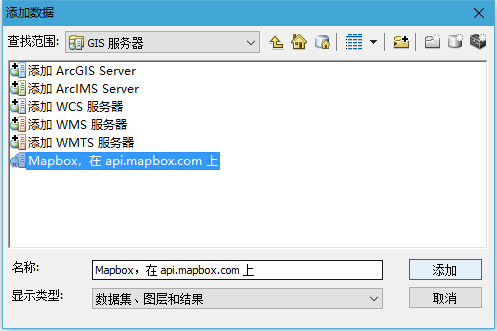 添加数据
查找范围: GIS 服务器
添加 ArcGIS Server
添加 ArcIMS Server
添加 WCS 服务器
添加 WMS 服务器
添加 WMTS 服务器
Mapbox，在 api.mapbox.com 上
名称: Mapbox，在 api.mapbox.com 上 添加
显示类型: 数据集、图层和结果 取消